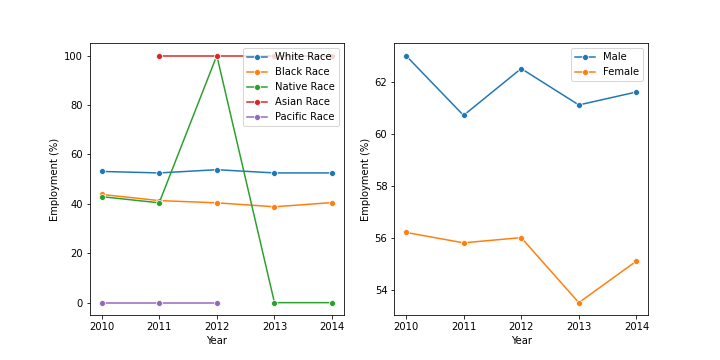 100
80
60
40
20
0
Employment (%)
2010 2011 2012 2013 2014
Year
White Race
Black Race
Native Race
Asian Race
Pacific Race
62
60
58
56
54
Employment (%)
2010 2011 2012 2013 2014
Year
Male
Female